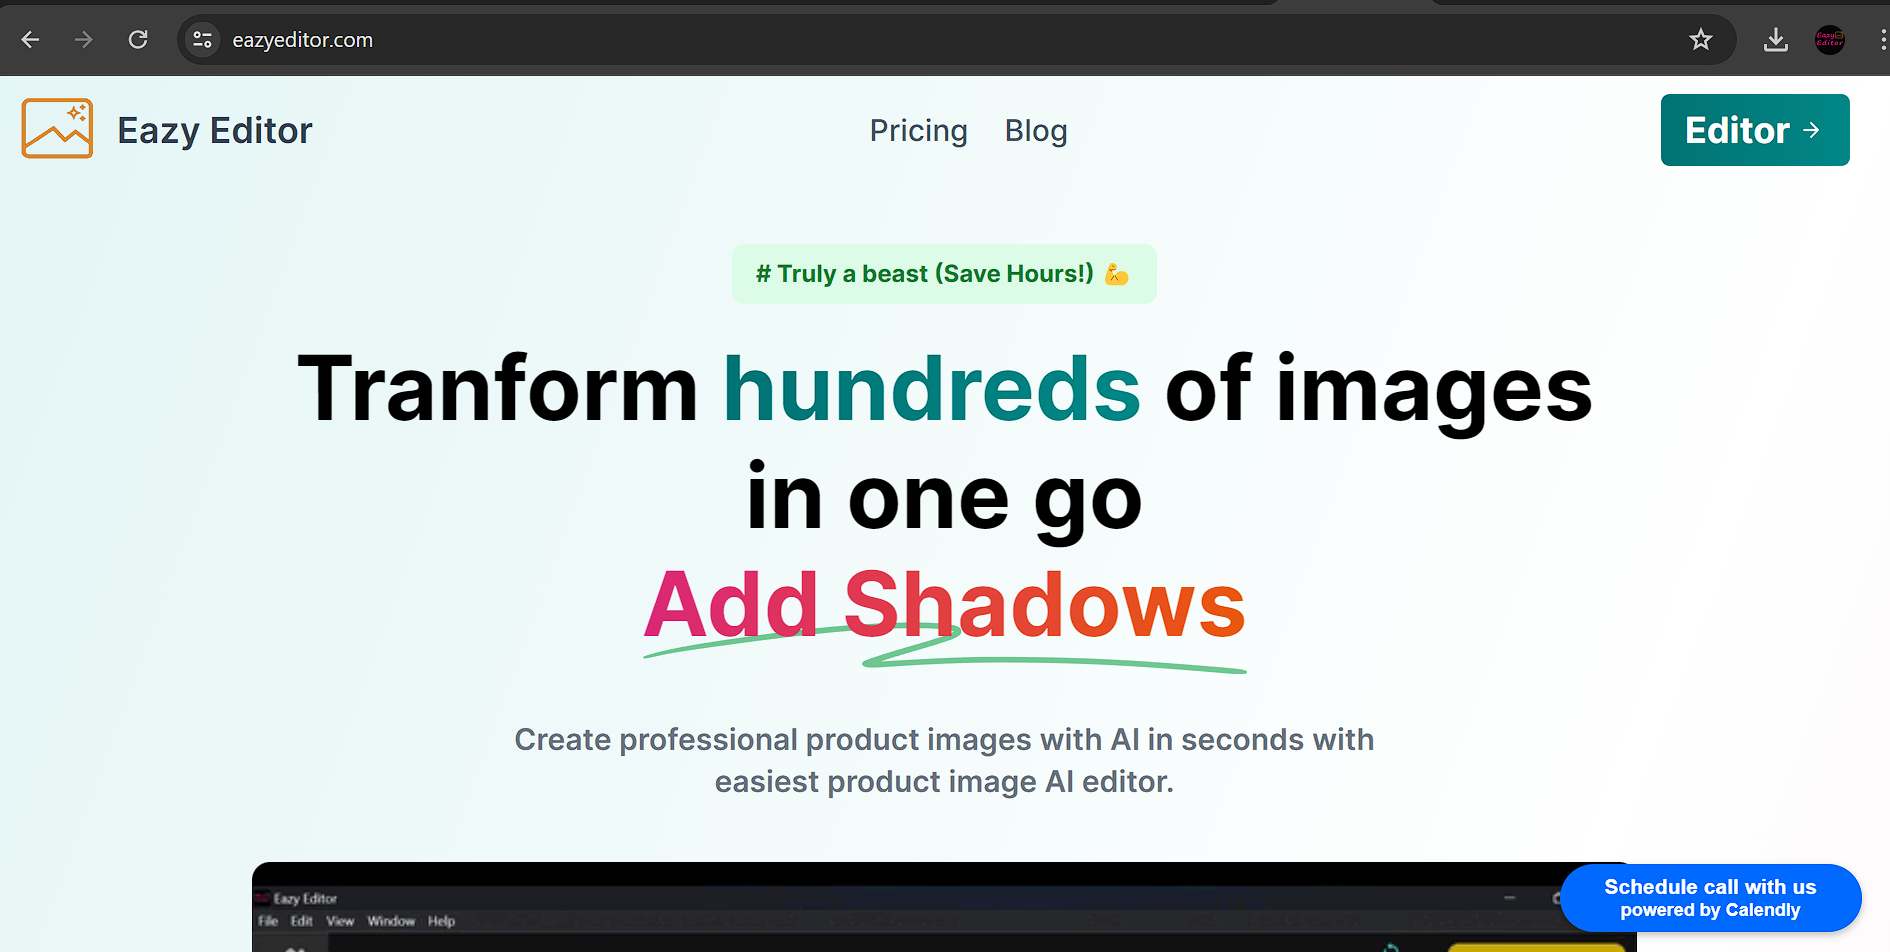 eazyeditor.com
Eazy Editor
Pricing
Blog
Editor →
# Truly a beast (Save Hours!) 💪
Tranform hundreds of images
in one go
Add Shadows
Create professional product images with AI in seconds with
easiest product image AI editor.
Eazy Editor
File Edit View Window Help
Schedule call with us
powered by Calendly